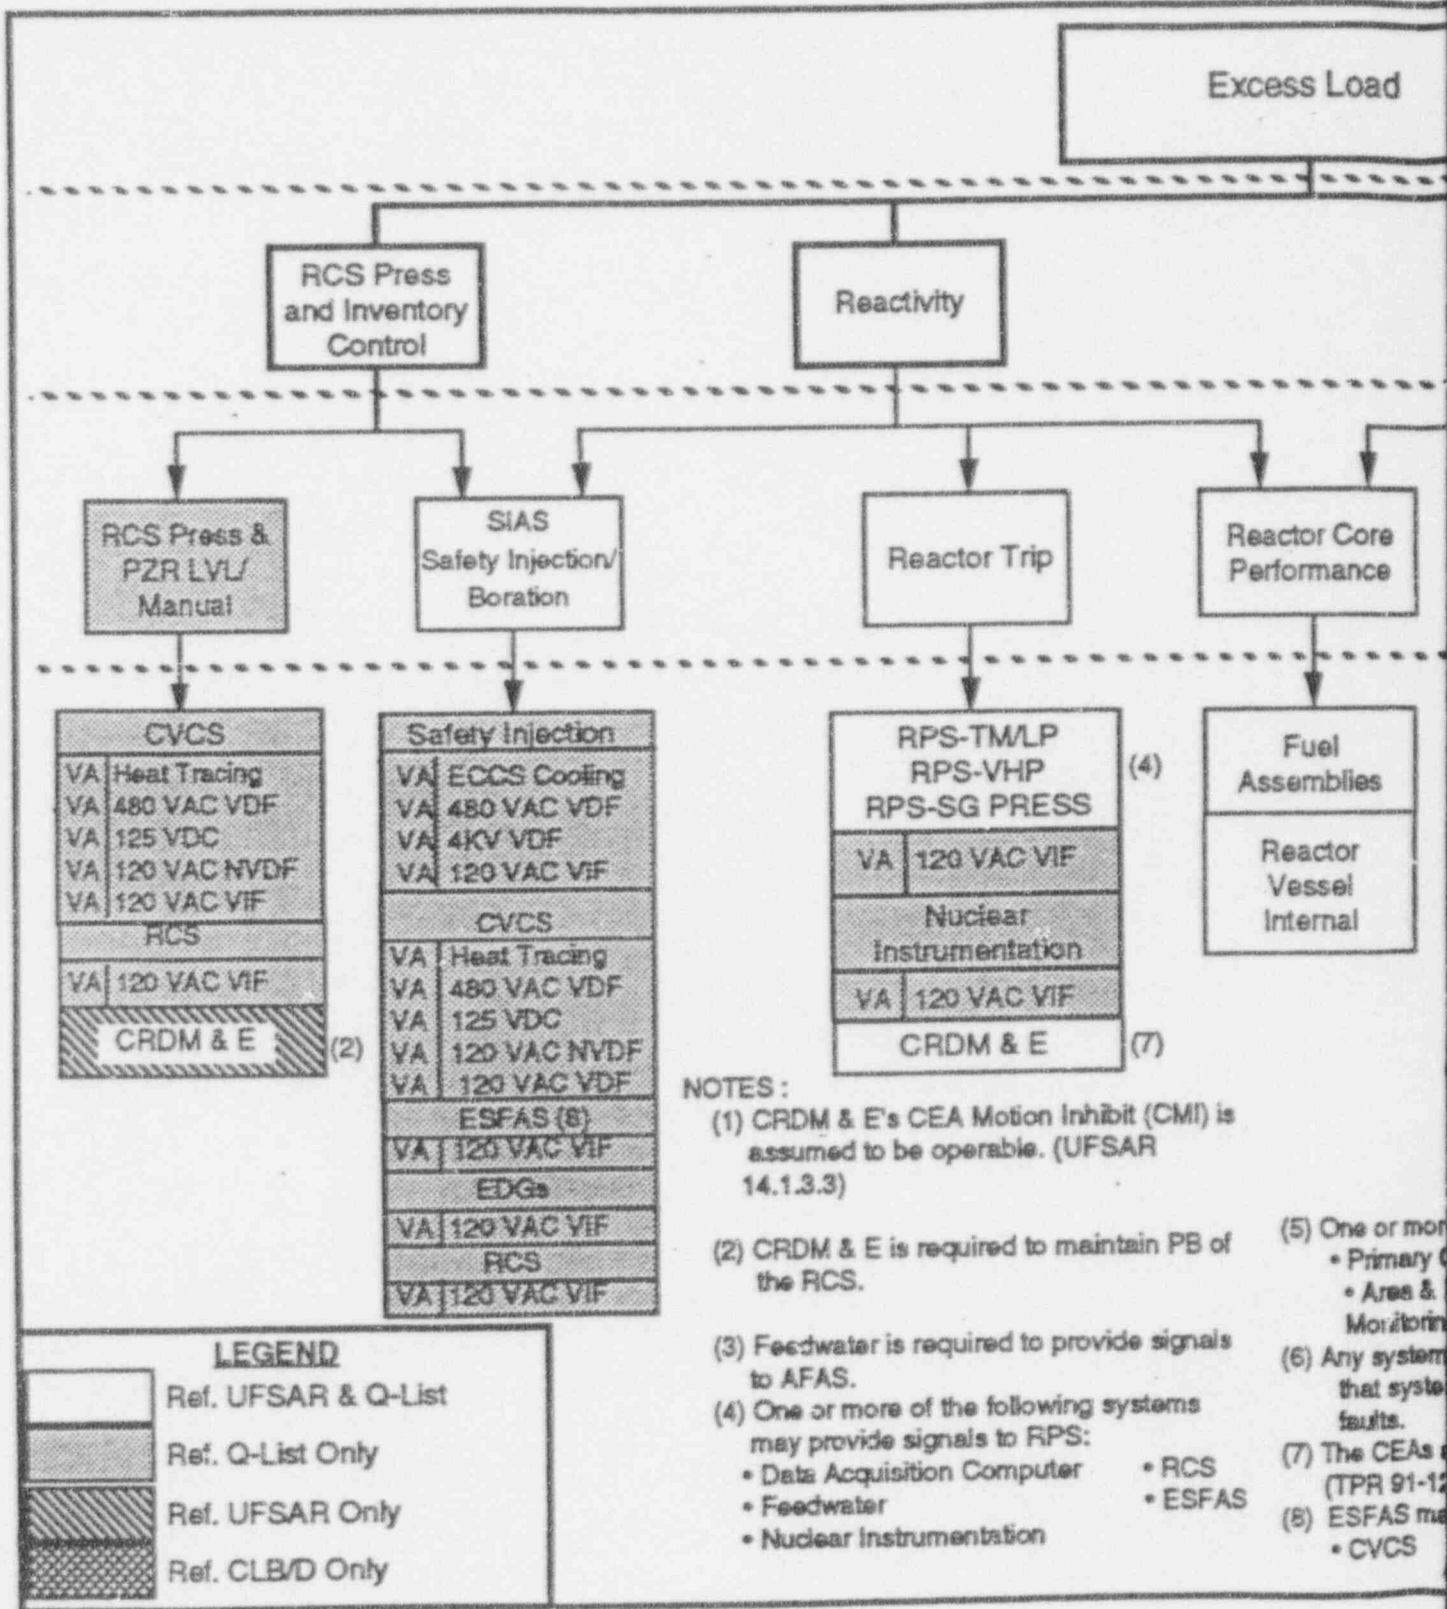 Excess Load
RCS Press
and Inventory
Control
Reactivity
RCS Press &
PZR LVL/
Manual
SIAS
Safety Injection/
Boration
Reactor Trip
Reactor Core
Performance
CVCS
VA Heat Tracing
VA 480 VAC VDF
VA 125 VDC
VA 120 VAC NVDF
VA 120 VAC VIF
RCS
VA 120 VAC VIF
CRDM & E (2)
Safety Injection
VA ECCS Cooling
VA 480 VAC VDF
VA 4KV VDF
VA 120 VAC VIF
CVCS
VA Heat Tracing
VA 480 VAC VDF
VA 125 VDC
VA 120 VAC NVDF
VA 120 VAC VDF
ESFAS (8)
VA 120 VAC VIF
EDGs
VA 120 VAC VIF
RCS
VA 120 VAC VIF
RPS-TM/LP
RPS-VHP (4)
RPS-SG PRESS
VA 120 VAC VIF
Nuclear
Instrumentation
VA 120 VAC VIF
CRDM & E (7)
Fuel
Assemblies
Reactor
Vessel
Internal
NOTES :
(1) CRDM & E's CEA Motion Inhibit (CMI) is
assumed to be operable. (UFSAR
14.1.3.3)
(2) CRDM & E is required to maintain PB of
the RCS.
(3) Feedwater is required to provide signals
to AFAS.
(4) One or more of the following systems
may provide signals to RPS:
• Data Acquisition Computer • RCS
• Feedwater • ESFAS
• Nuclear Instrumentation
(5) One or mor
• Primary
• Area &
Monitorin
(6) Any system
that syste
faults.
(7) The CEAs
(TPR 91-12
(8) ESFAS ma
• CVCS
LEGEND
Ref. UFSAR & Q-List
Ref. Q-List Only
Ref. UFSAR Only
Ref. CLB/D Only